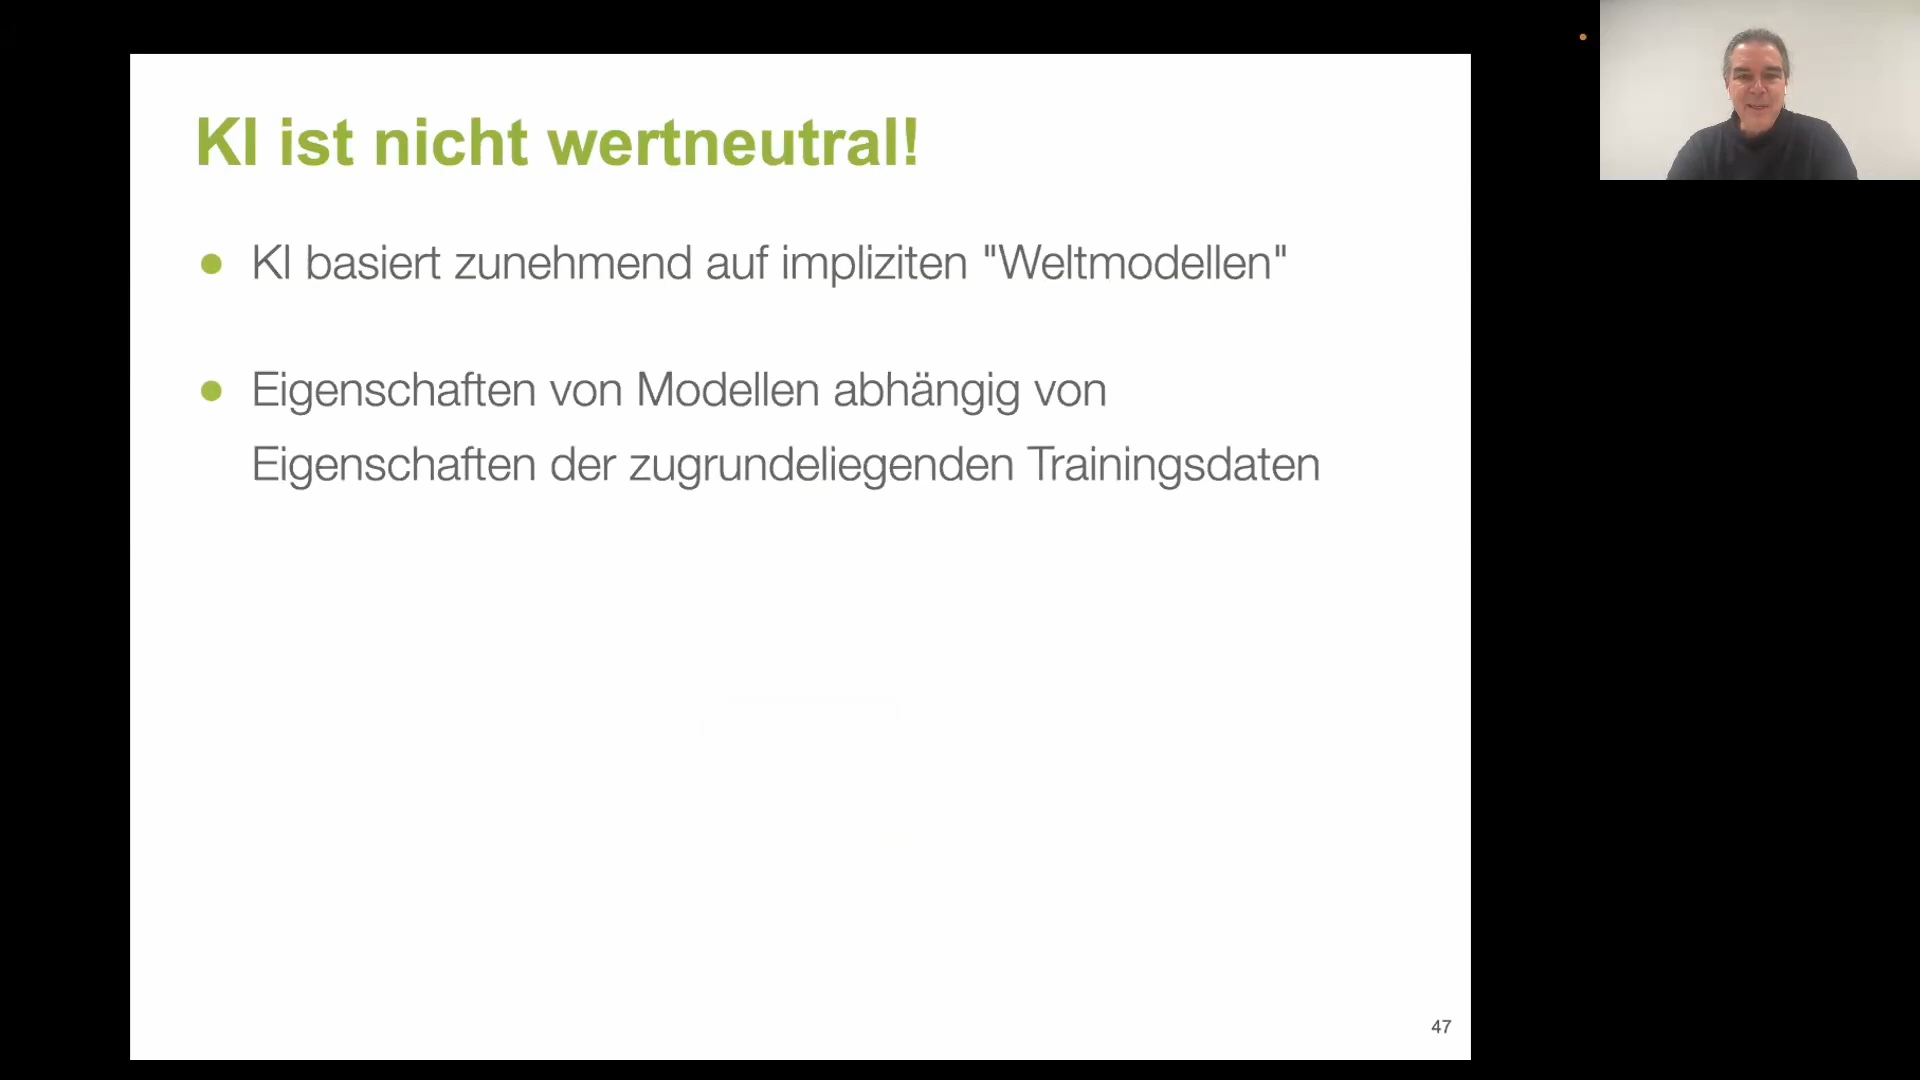 KI ist nicht wertneutral!
● KI basiert zunehmend auf impliziten "Weltmodellen"
● Eigenschaften von Modellen abhängig von
Eigenschaften der zugrundeliegenden Trainingsdaten
47